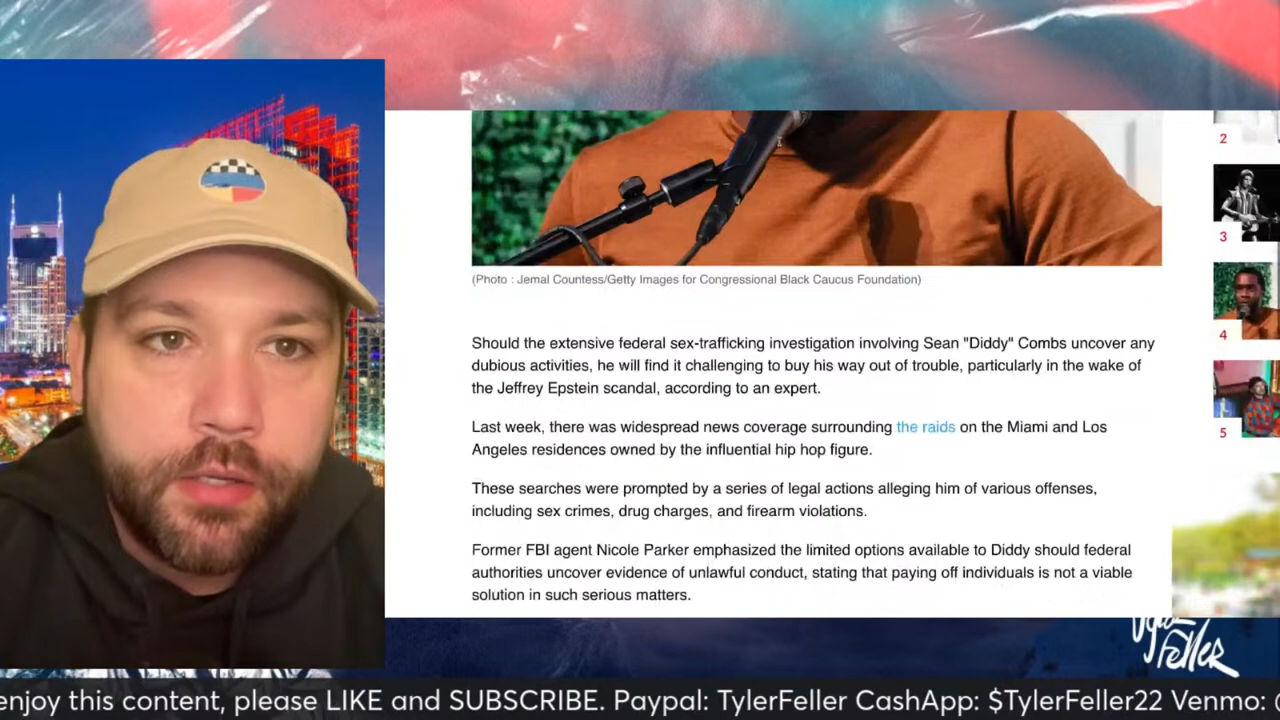 2
3
4
5
(Photo : Jemal Countess/Getty Images for Congressional Black Caucus Foundation)
Should the extensive federal sex-trafficking investigation involving Sean "Diddy" Combs uncover any
dubious activities, he will find it challenging to buy his way out of trouble, particularly in the wake of
the Jeffrey Epstein scandal, according to an expert.
Last week, there was widespread news coverage surrounding the raids on the Miami and Los
Angeles residences owned by the influential hip hop figure.
These searches were prompted by a series of legal actions alleging him of various offenses,
including sex crimes, drug charges, and firearm violations.
Former FBI agent Nicole Parker emphasized the limited options available to Diddy should federal
authorities uncover evidence of unlawful conduct, stating that paying off individuals is not a viable
solution in such serious matters.
Tyler
Feller
enjoy this content, please LIKE and SUBSCRIBE. Paypal: TylerFeller CashApp: $TylerFeller22 Venmo: (